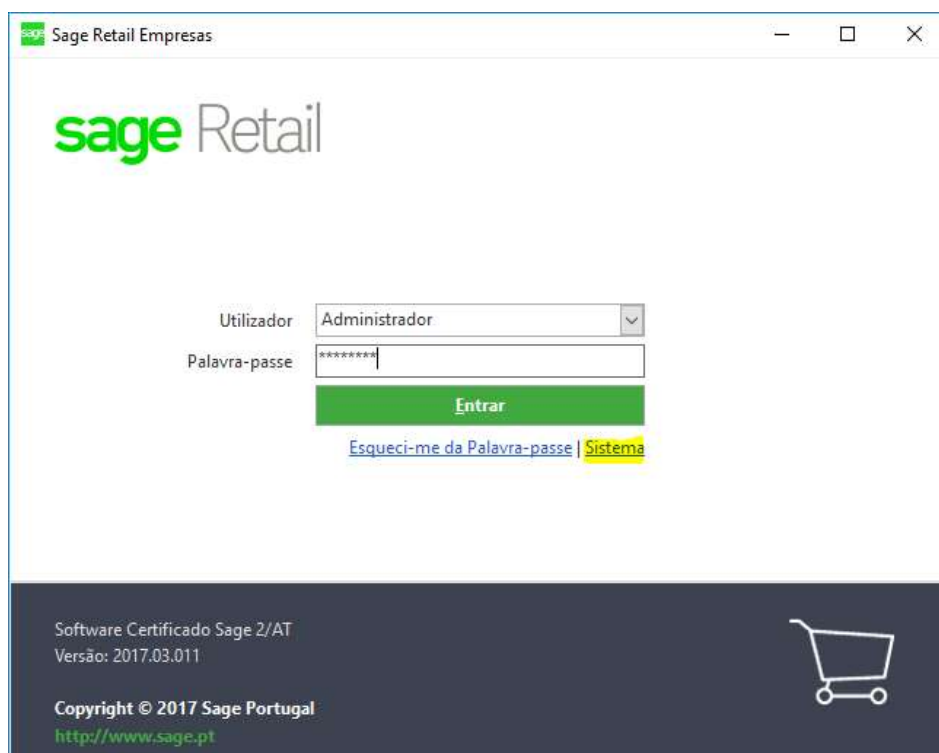 sage Sage Retail Empresas
sage Retail
Utilizador Administrador
Palavra-passe ********
Entrar
Esqueci-me da Palavra-passe | Sistema
Software Certificado Sage 2/AT
Versão: 2017.03.011
Copyright © 2017 Sage Portugal
http://www.sage.pt